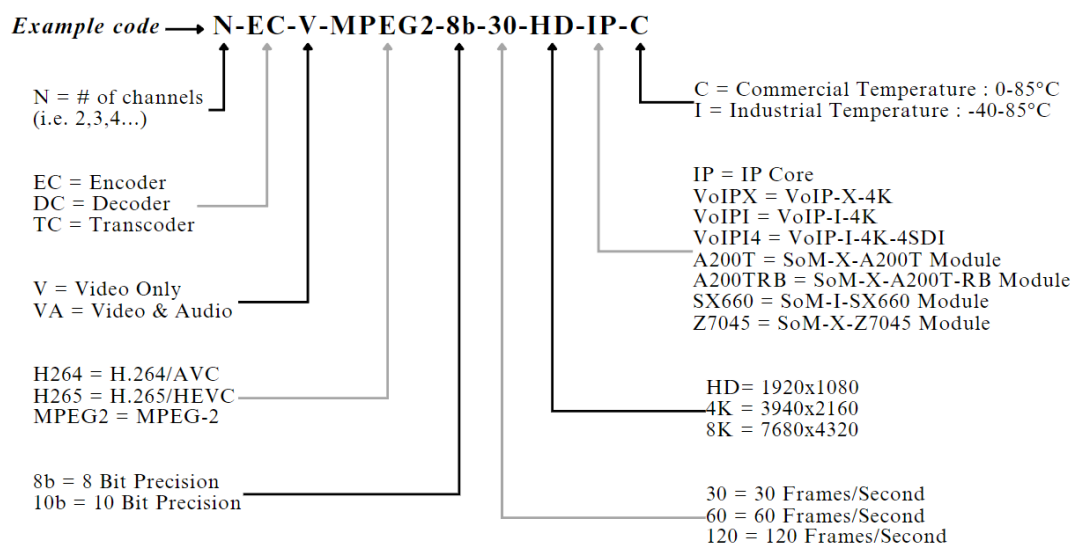 Example code N-EC-V-MPEG2-8b-30-HD-IP-C
N = # of channels
(i.e. 2,3,4...)
EC = Encoder
DC = Decoder
TC = Transcoder
V = Video Only
VA = Video & Audio
H264 = H.264/AVC
H265 = H.265/HEVC
MPEG2 = MPEG-2
8b = 8 Bit Precision
10b = 10 Bit Precision
C = Commercial Temperature : 0-85°C
I = Industrial Temperature : -40-85°C
IP = IP Core
VoIPX = VoIP-X-4K
VoIPI = VoIP-I-4K
VoIPI4 = VoIP-I-4K-4SDI
A200T = SoM-X-A200T Module
A200TRB = SoM-X-A200T-RB Module
SX660 = SoM-I-SX660 Module
Z7045 = SoM-X-Z7045 Module
HD= 1920x1080
4K = 3940x2160
8K = 7680x4320
30 = 30 Frames/Second
60 = 60 Frames/Second
120 = 120 Frames/Second